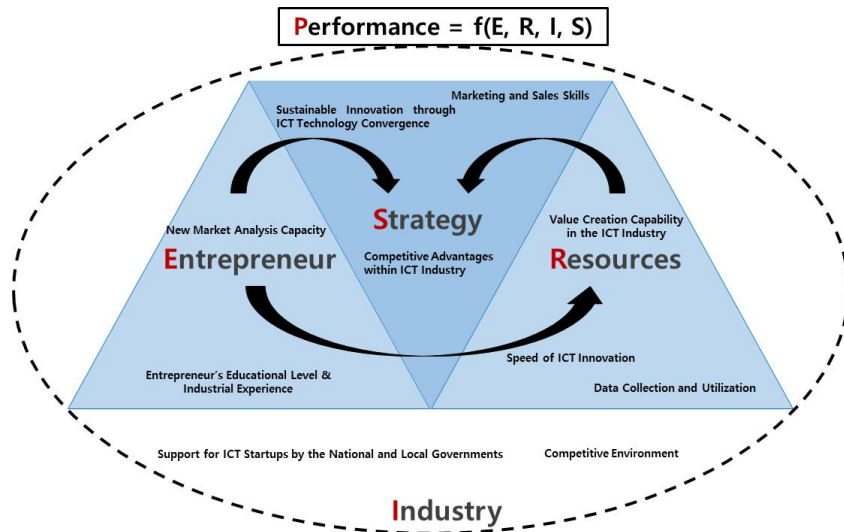 Performance = f(E, R, I, S)
Marketing and Sales Skills
Sustainable Innovation through
ICT Technology Convergence
Strategy
New Market Analysis Capacity
Entrepreneur
Competitive Advantages
within ICT Industry
Value Creation Capability
in the ICT Industry
Resources
Speed of ICT Innovation
Entrepreneur's Educational Level &
Industrial Experience
Data Collection and Utilization
Support for ICT Startups by the National and Local Governments
Competitive Environment
Industry